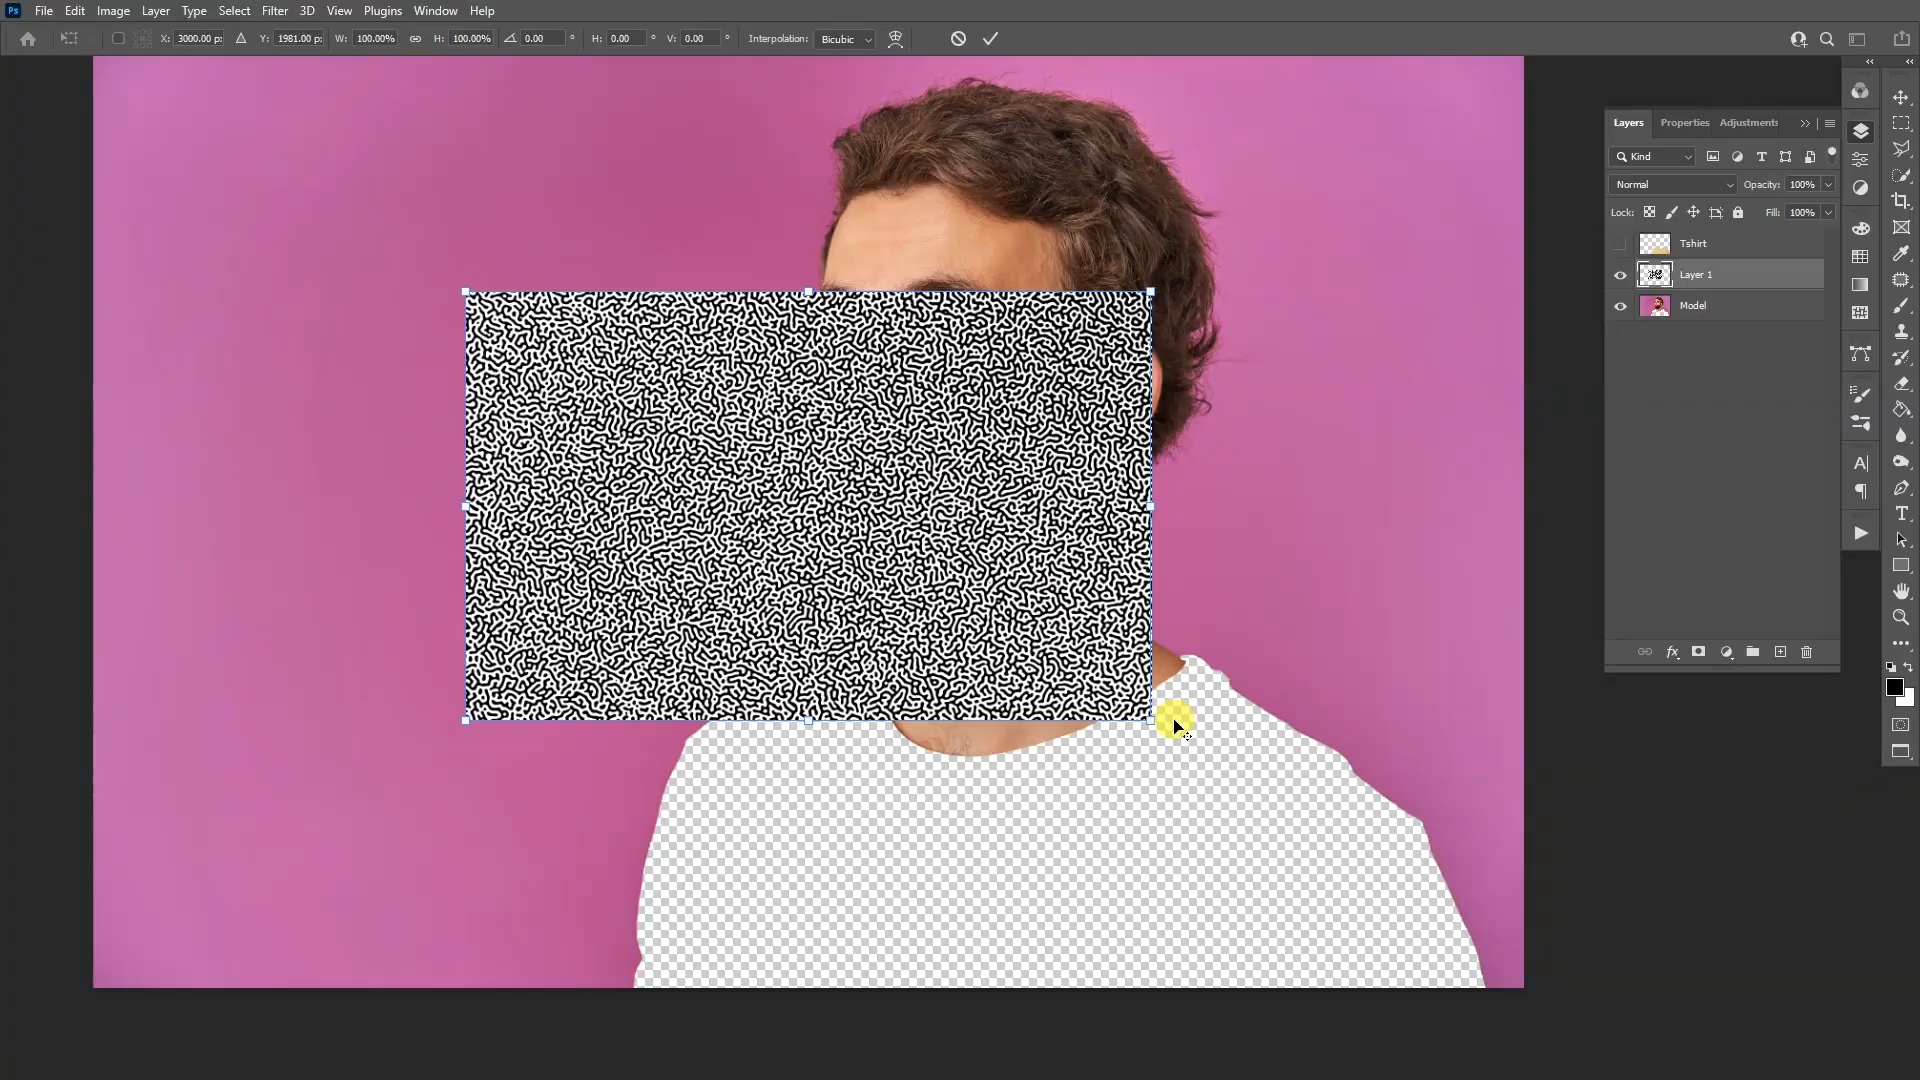 Ps File Edit Image Layer Type Select Filter 3D View Plugins Window Help
X: 3000.00 p: Y: 1981.00 p: W: 100.00% H: 100.00% 0.00 ° H: 0.00 ° V: 0.00 ° Interpolation: Bicubic
Layers Properties Adjustments
Kind
Normal Opacity: 100%
Lock: Fill: 100%
Tshirt
Layer 1
Model
fx